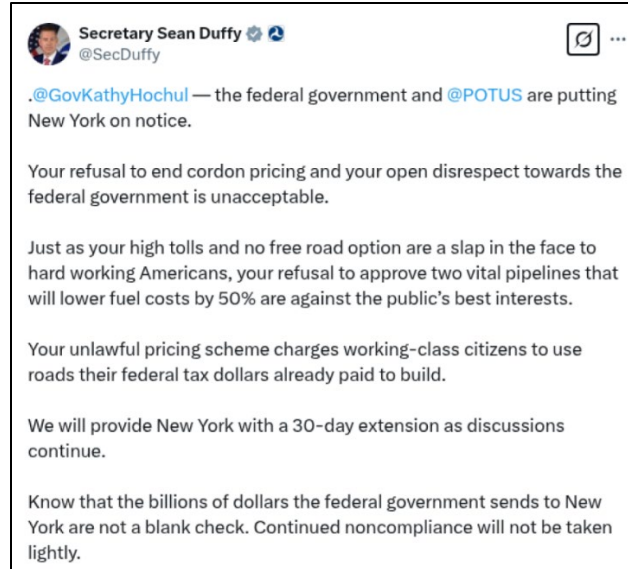 Secretary Sean Duffy
@SecDuffy
.@GovKathyHochul — the federal government and @POTUS are putting
New York on notice.
Your refusal to end cordon pricing and your open disrespect towards the
federal government is unacceptable.
Just as your high tolls and no free road option are a slap in the face to
hard working Americans, your refusal to approve two vital pipelines that
will lower fuel costs by 50% are against the public’s best interests.
Your unlawful pricing scheme charges working-class citizens to use
roads their federal tax dollars already paid to build.
We will provide New York with a 30-day extension as discussions
continue.
Know that the billions of dollars the federal government sends to New
York are not a blank check. Continued noncompliance will not be taken
lightly.